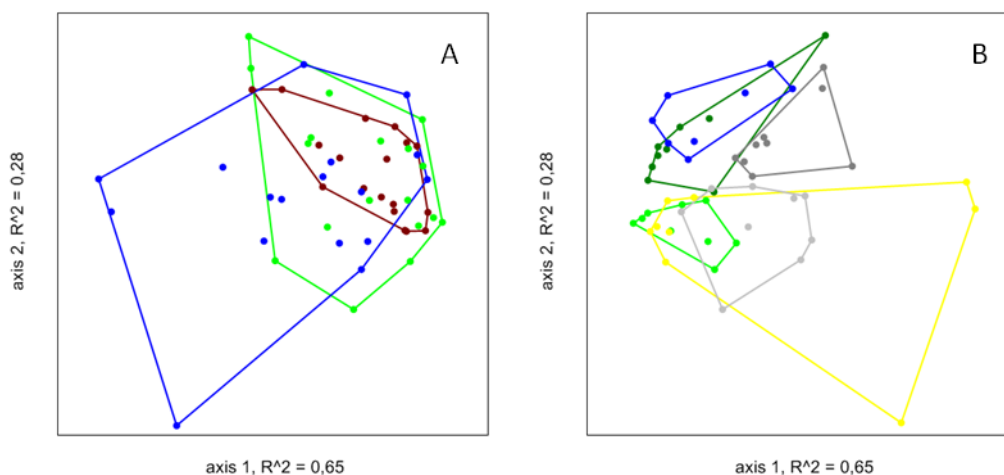 A
B
axis 2, R^2 = 0,28
axis 2, R^2 = 0,28
axis 1, R^2 = 0,65
axis 1, R^2 = 0,65